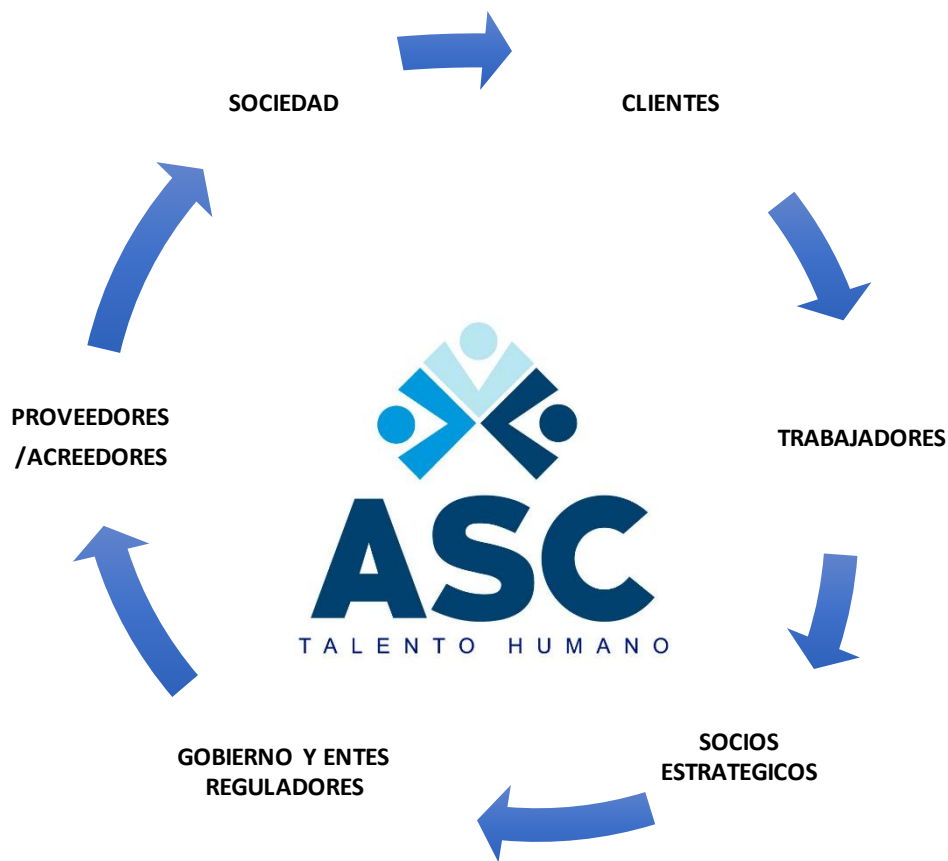 SOCIEDAD
CLIENTES
PROVEEDORES
/ACREEDORES
TRABAJADORES
ASC
TALENTO HUMANO
SOCIOS
ESTRATEGICOS
GOBIERNO Y ENTES
REGULADORES